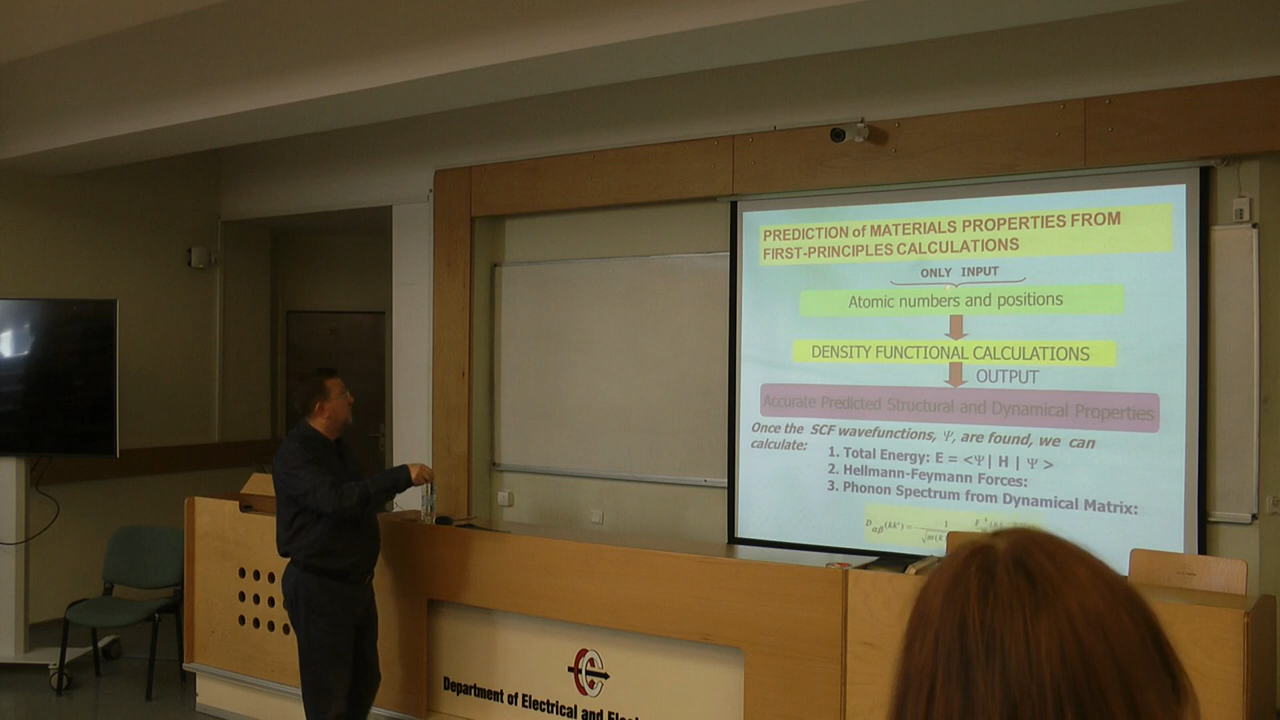 PREDICTION of MATERIALS PROPERTIES FROM
FIRST-PRINCIPLES CALCULATIONS
ONLY INPUT
Atomic numbers and positions
DENSITY FUNCTIONAL CALCULATIONS
OUTPUT
Accurate Predicted Structural and Dynamical Properties
Once the SCF wavefunctions, Ψ, are found, we can
calculate:
1. Total Energy: E = <Ψ| H | Ψ >
2. Hellmann-Feymann Forces:
3. Phonon Spectrum from Dynamical Matrix:
Department of Electrical and